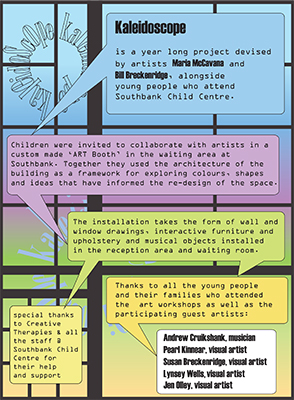 Kaleidoscope
is a year long project devised
by artists Maria McCavana and
Bill Breckenridge, alongside
young people who attend
Southbank Child Centre.
Children were invited to collaborate with artists in a
custom made 'ART Booth' in the waiting area at
Southbank. Together they used the architecture of the
building as a framework for exploring colours, shapes
and ideas that have informed the re-design of the space.
The installation takes the form of wall and
window drawings, interactive furniture and
upholstery and musical objects installed
in the reception area and waiting room.
Thanks to all the young people
and their families who attended
the art workshops as well as the
participating guest artists:
Andrew Cruikshank, musician
Pearl Kinnear, visual artist
Susan Breckenridge, visual artist
Lynsey Wells, visual artist
Jen Olley, visual artist
special thanks
to Creative
Therapies & all
the staff @
Southbank Child
Centre for
their help
and support